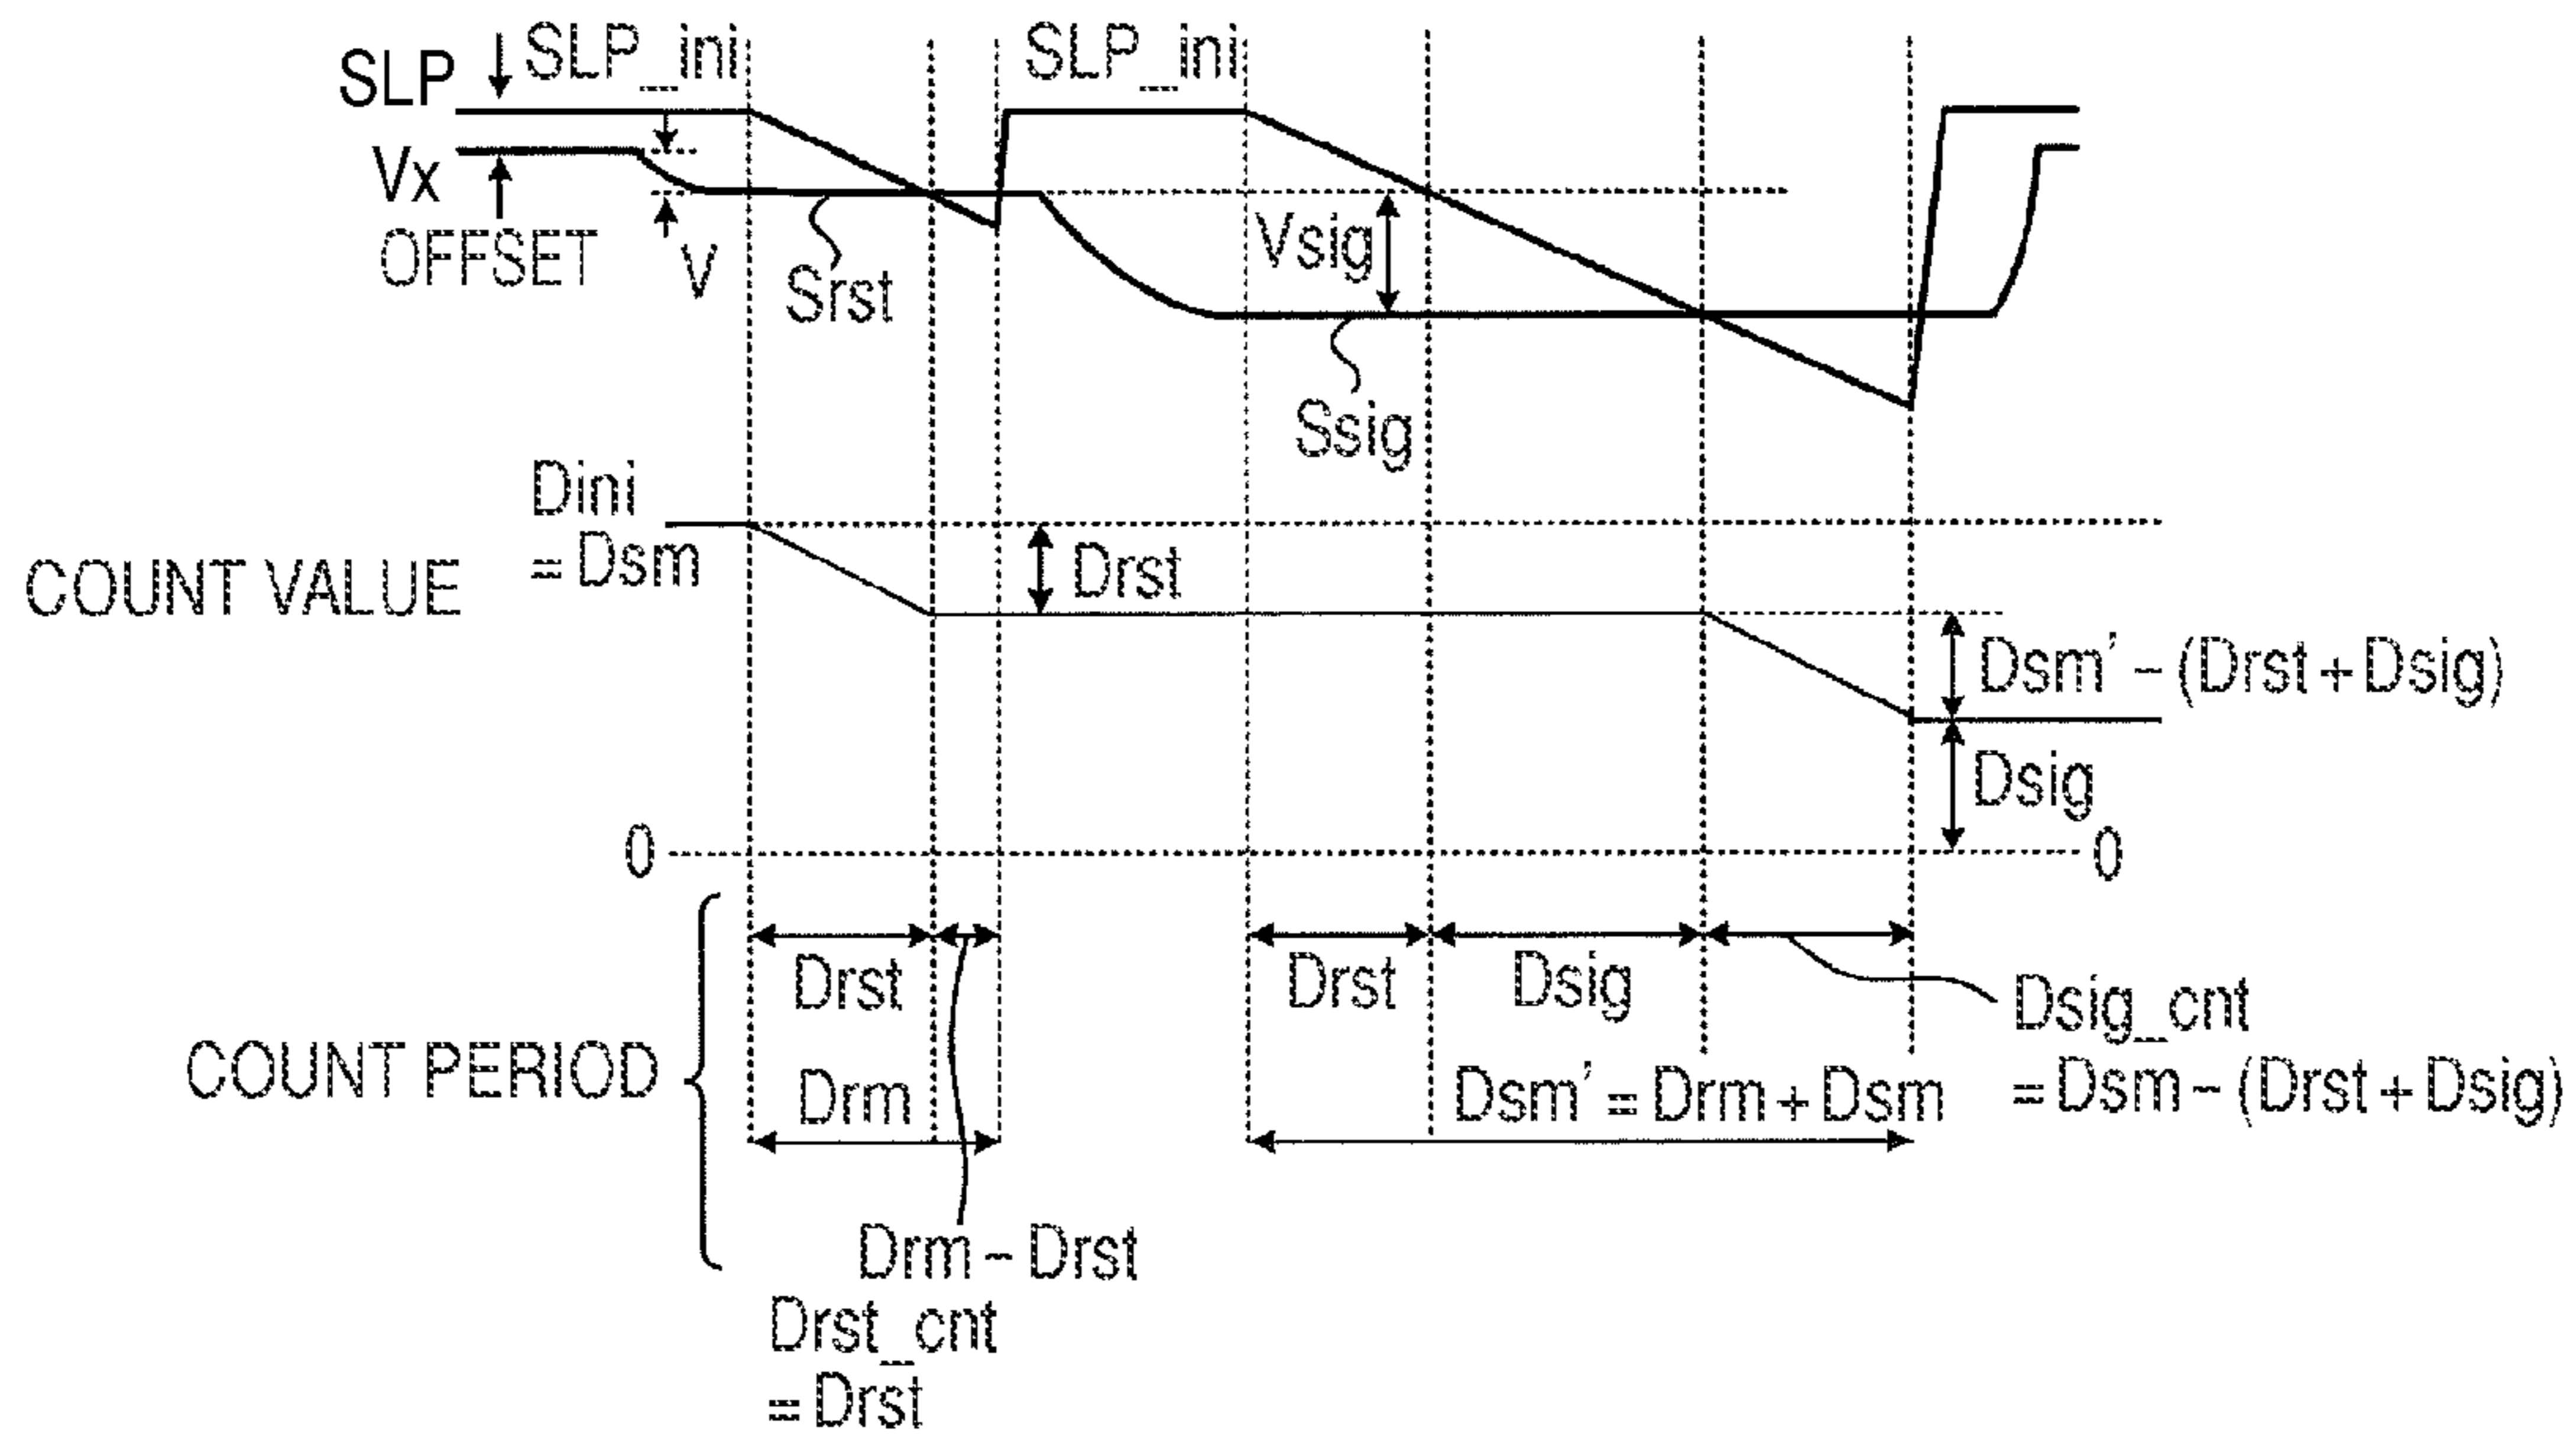 SLP
SLP_ini
SLP_ini
Vx
OFFSET
V
Srst
Vsig
Ssig
Dini
= Dsm
COUNT VALUE
Drst
Dsm' – (Drst + Dsig)
Dsig
0
0
Drst
Drst
Dsig
Dsig_cnt
= Dsm – (Drst + Dsig)
COUNT PERIOD
Drm
Dsm' = Drm + Dsm
Drm – Drst
Drst_cnt
= Drst